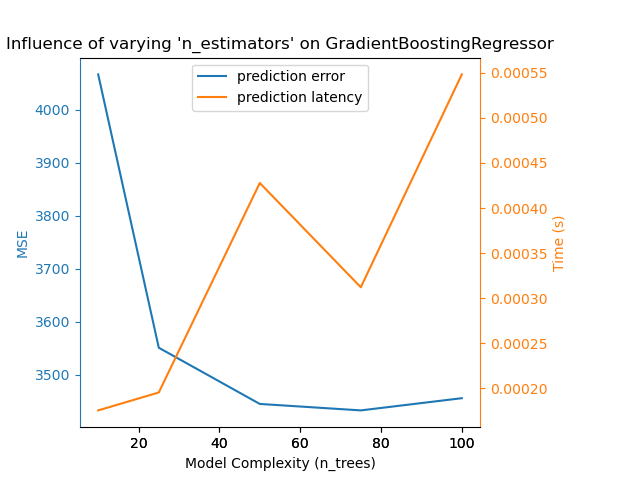 Influence of varying 'n_estimators' on GradientBoostingRegressor
prediction error
prediction latency
4000
3900
3800
3700
3600
3500
MSE
0.00055
0.00050
0.00045
0.00040
0.00035
0.00030
0.00025
0.00020
Time (s)
20 40 60 80 100
Model Complexity (n_trees)